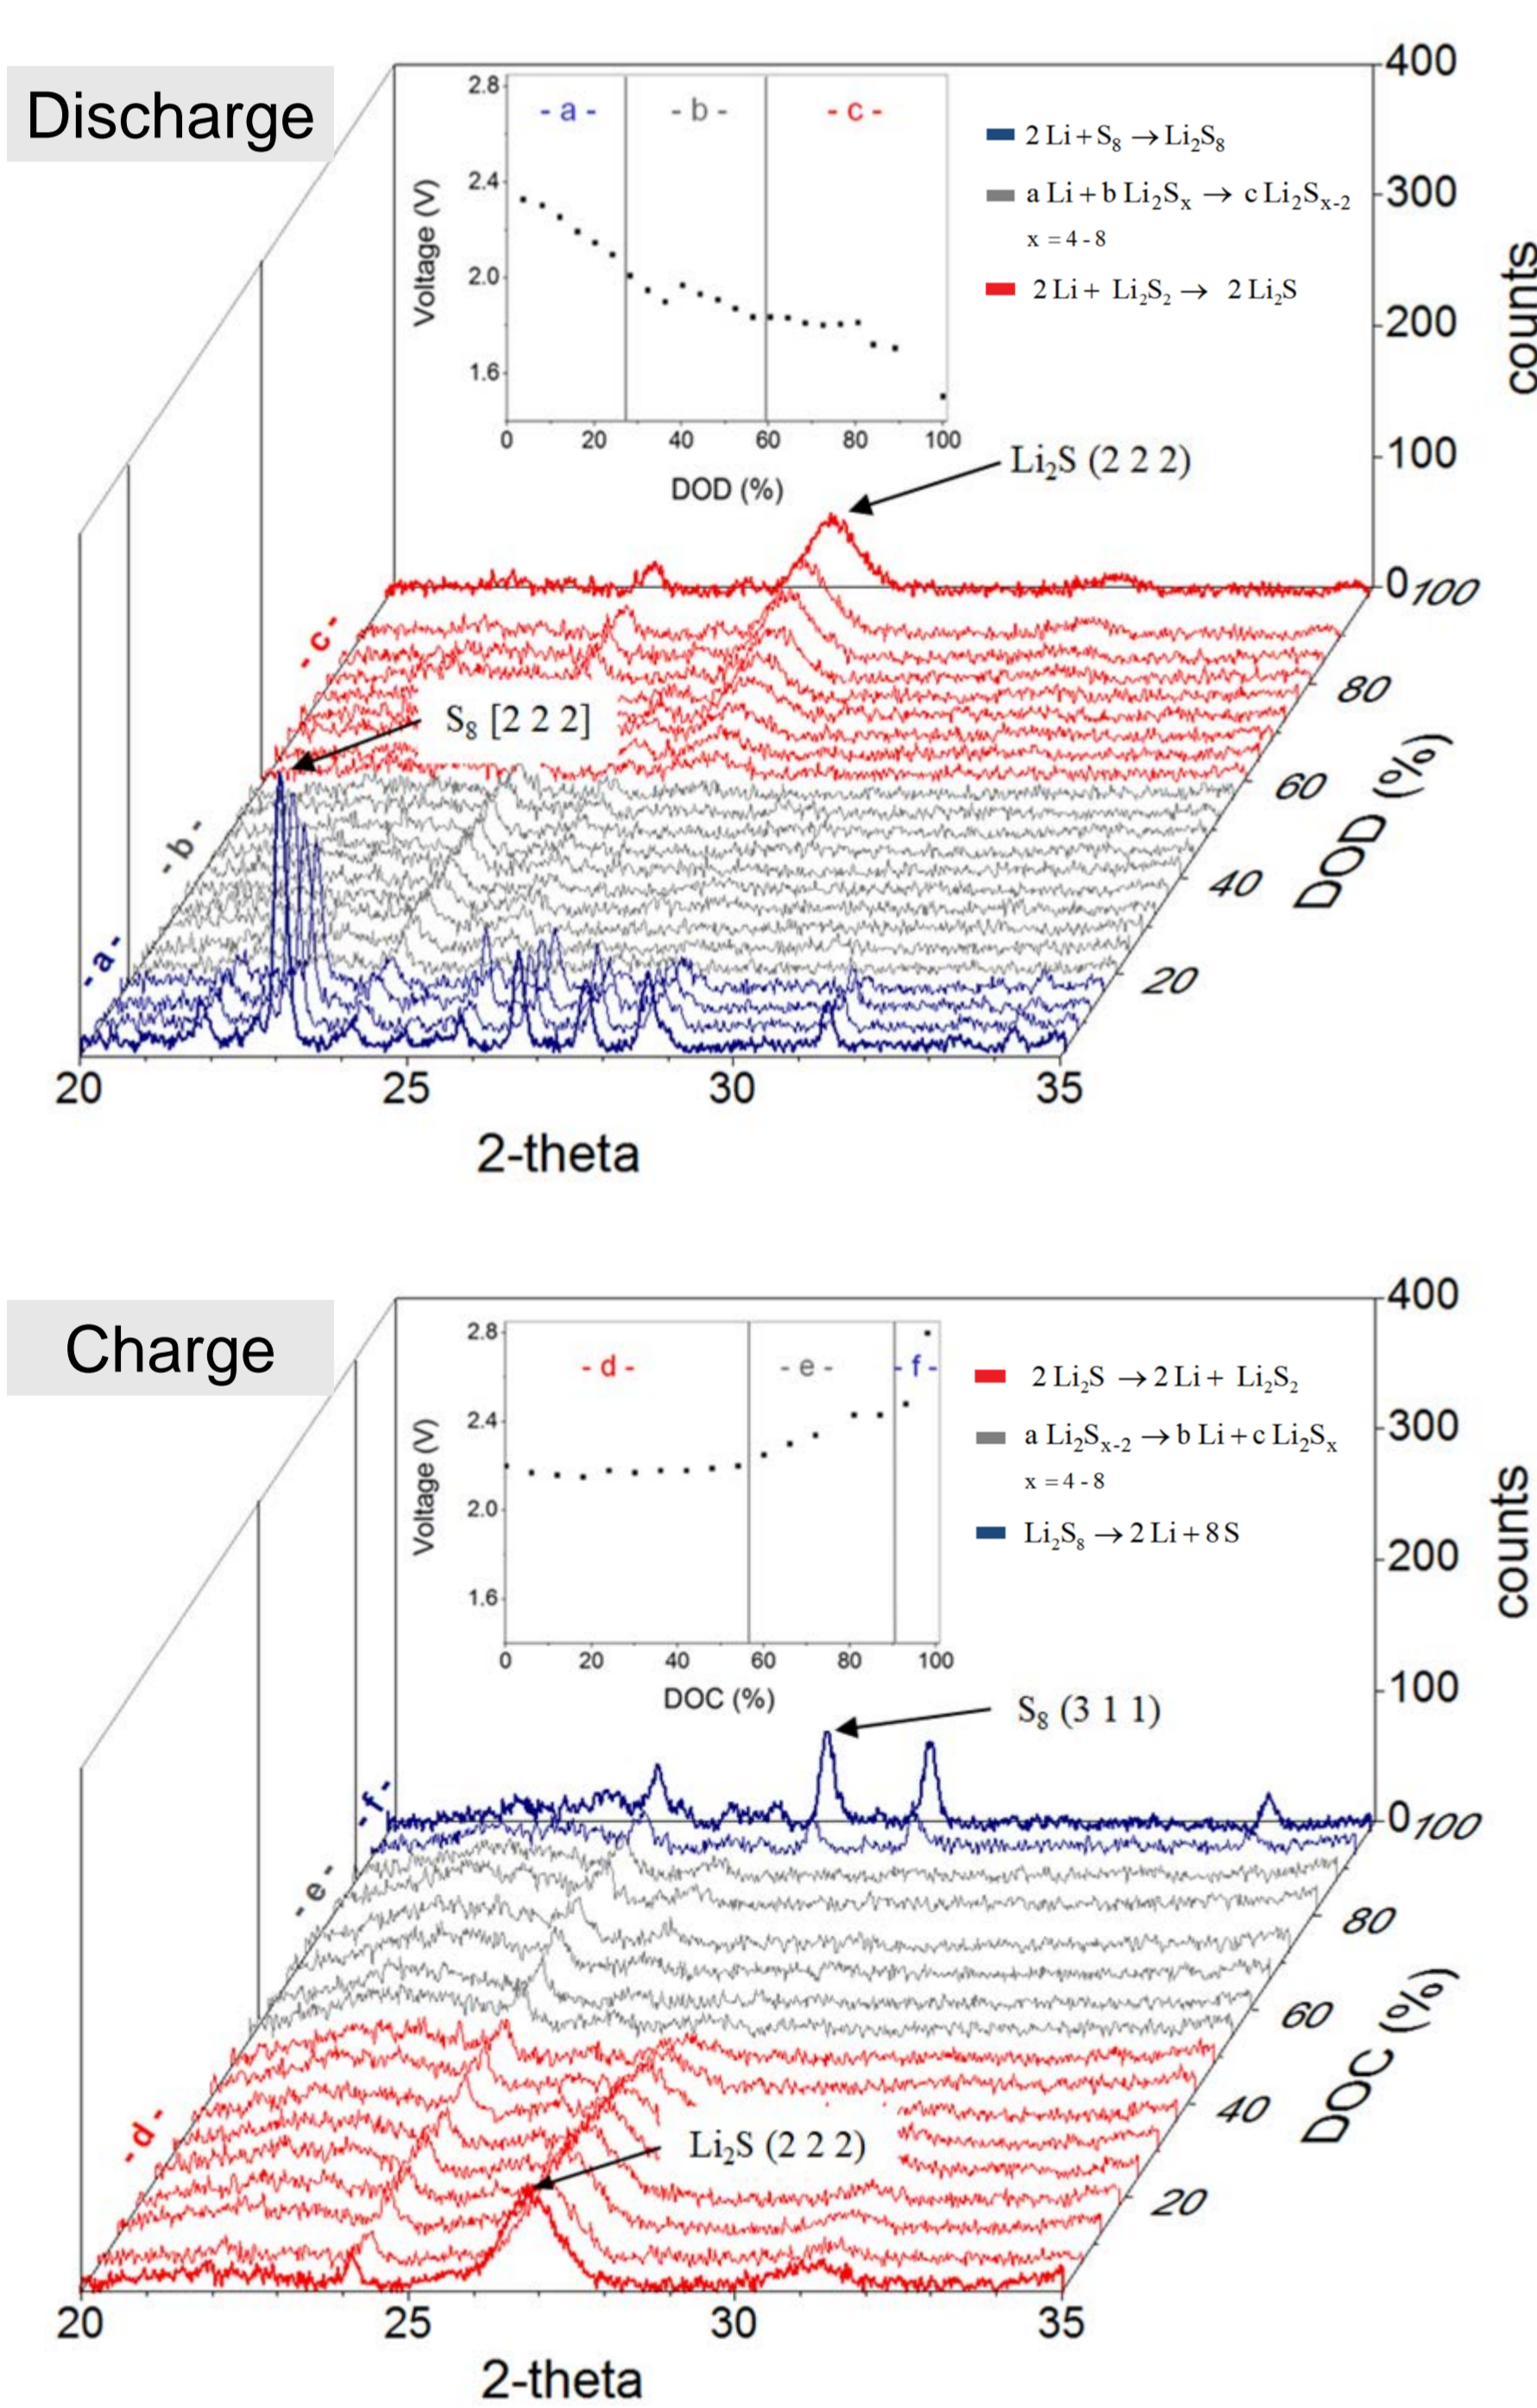 Discharge
400
300
200
100
0
counts
2.8
2.4
2.0
1.6
Voltage (V)
- a -
- b -
- c -
0 20 40 60 80 100
DOD (%)
2 Li + S₈ → Li₂S₈
a Li + b Li₂Sₓ → c Li₂Sₓ₋₂
x = 4 - 8
2 Li + Li₂S₂ → 2 Li₂S
Li₂S (2 2 2)
S₈ [2 2 2]
- c -
- b -
- a -
100
80
60
40
20
DOD (%)
20 25 30 35
2-theta
Charge
400
300
200
100
0
counts
2.8
2.4
2.0
1.6
Voltage (V)
- d -
- e -
- f -
0 20 40 60 80 100
DOC (%)
2 Li₂S → 2 Li + Li₂S₂
a Li₂Sₓ₋₂ → b Li + c Li₂Sₓ
x = 4 - 8
Li₂S₈ → 2 Li + 8 S
S₈ (3 1 1)
- f -
- e -
- d -
Li₂S (2 2 2)
100
80
60
40
20
DOC (%)
20 25 30 35
2-theta